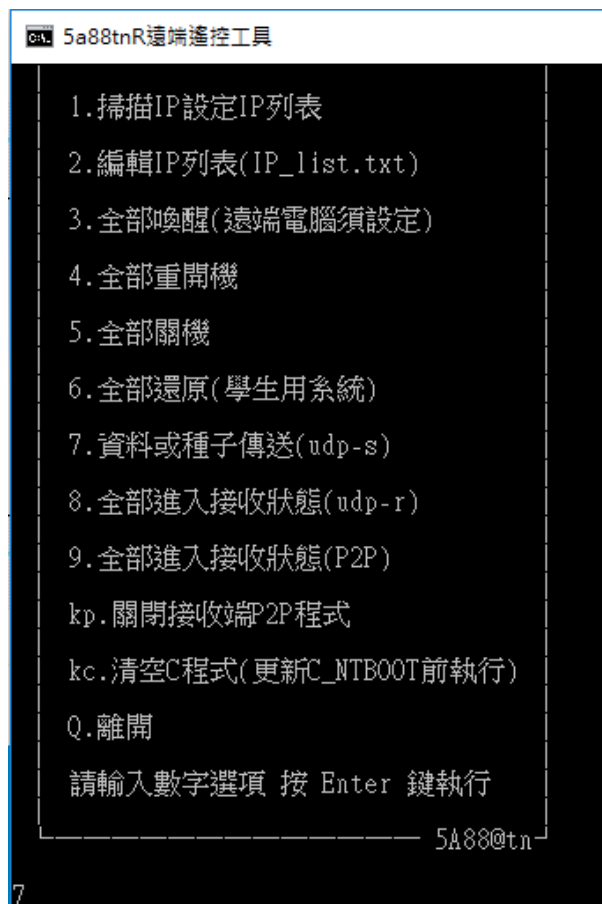 5a88tnR遠端遙控工具
1.掃描IP設定IP列表
2.編輯IP列表(IP_list.txt)
3.全部喚醒(遠端電腦須設定)
4.全部重開機
5.全部關機
6.全部還原(學生用系統)
7.資料或種子傳送(udp-s)
8.全部進入接收狀態(udp-r)
9.全部進入接收狀態(P2P)
kp.關閉接收端P2P程式
kc.清空C程式(更新C_NTBOOT前執行)
Q.離開
請輸入數字選項 按 Enter 鍵執行
5A88@tn
7